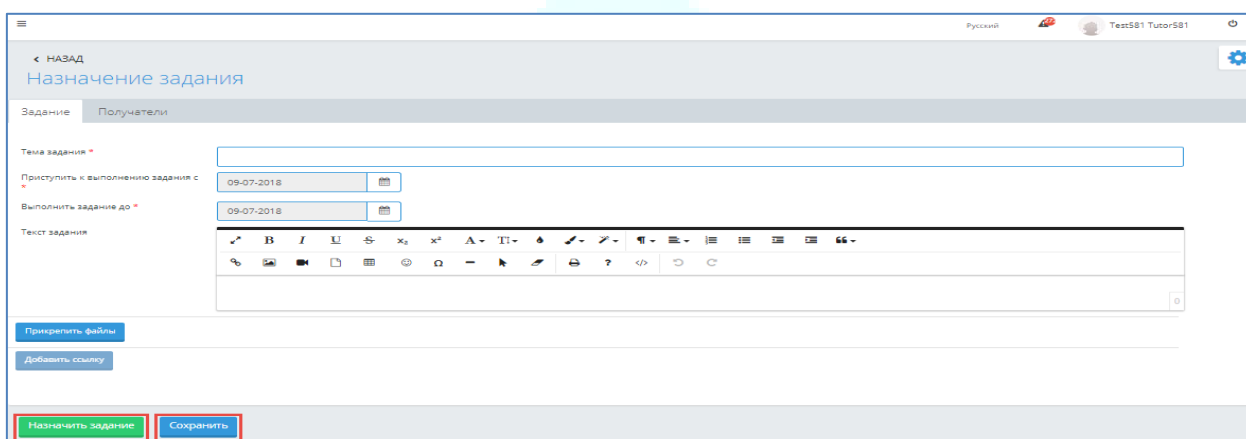 Русский
Test581 Tutor581
НАЗАД
Назначение задания
Задание Получатели
Тема задания *
Приступить к выполнению задания с *
09-07-2018
Выполнить задание до *
09-07-2018
Текст задания
0
Прикрепить файлы
Добавить ссылку
Назначить задание Сохранить